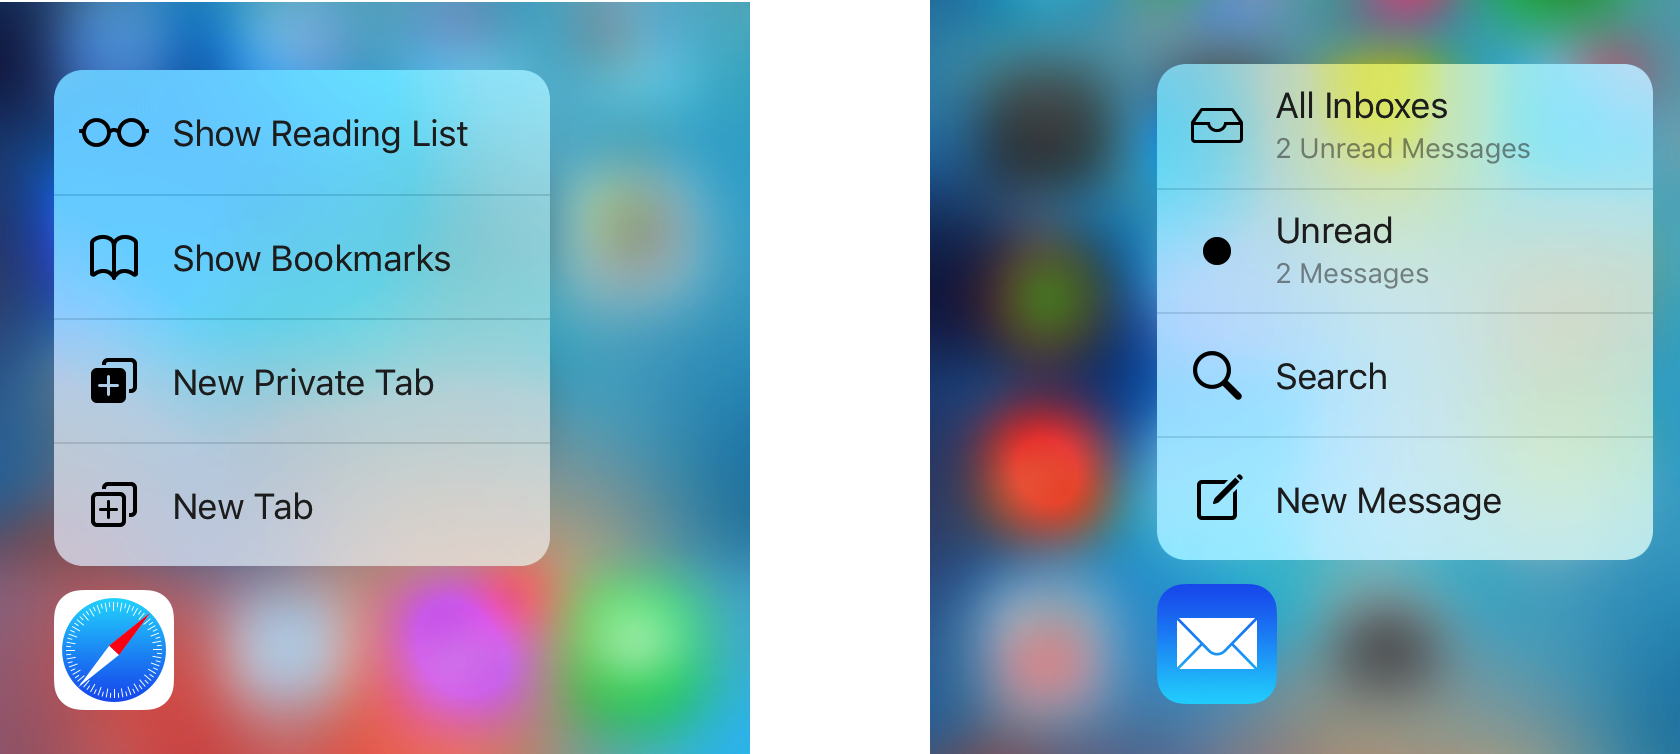 Show Reading List
Show Bookmarks
New Private Tab
New Tab
All Inboxes
2 Unread Messages
Unread
2 Messages
Search
New Message